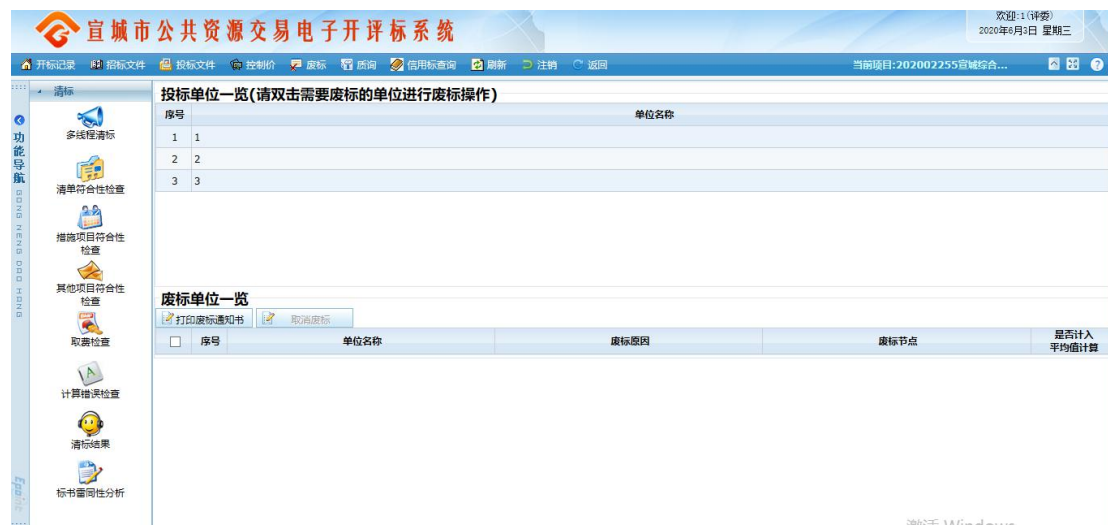 宣城市公共资源交易电子开评标系统
欢迎:1(评委)
2020年6月3日 星期三
开标记录 招标文件 投标文件 控制价 废标 质询 信用标查询 刷新 注销 返回 当前项目:202002255宣城综合...
清标
功能导航
GONG NENG DAO HANG
多线程清标
清单符合性检查
措施项目符合性
检查
其他项目符合性
检查
取费检查
计算错误检查
清标结果
标书雷同性分析
Epoint
投标单位一览(请双击需要废标的单位进行废标操作)
序号 单位名称
1 1
2 2
3 3
废标单位一览
打印废标通知书 取消废标
序号 单位名称 废标原因 废标节点 是否计入
平均值计算
激活 Windows